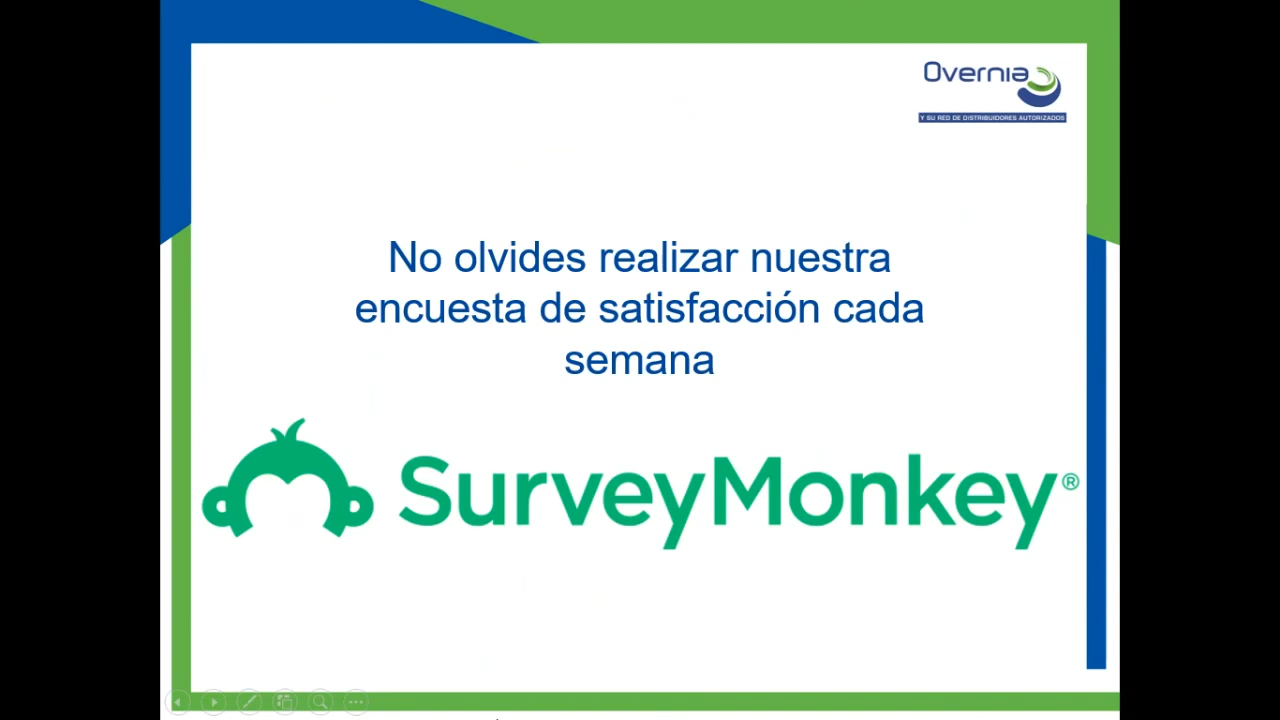 Overnia
Y SU RED DE DISTRIBUIDORES AUTORIZADOS
No olvides realizar nuestra
encuesta de satisfacción cada
semana
SurveyMonkey®